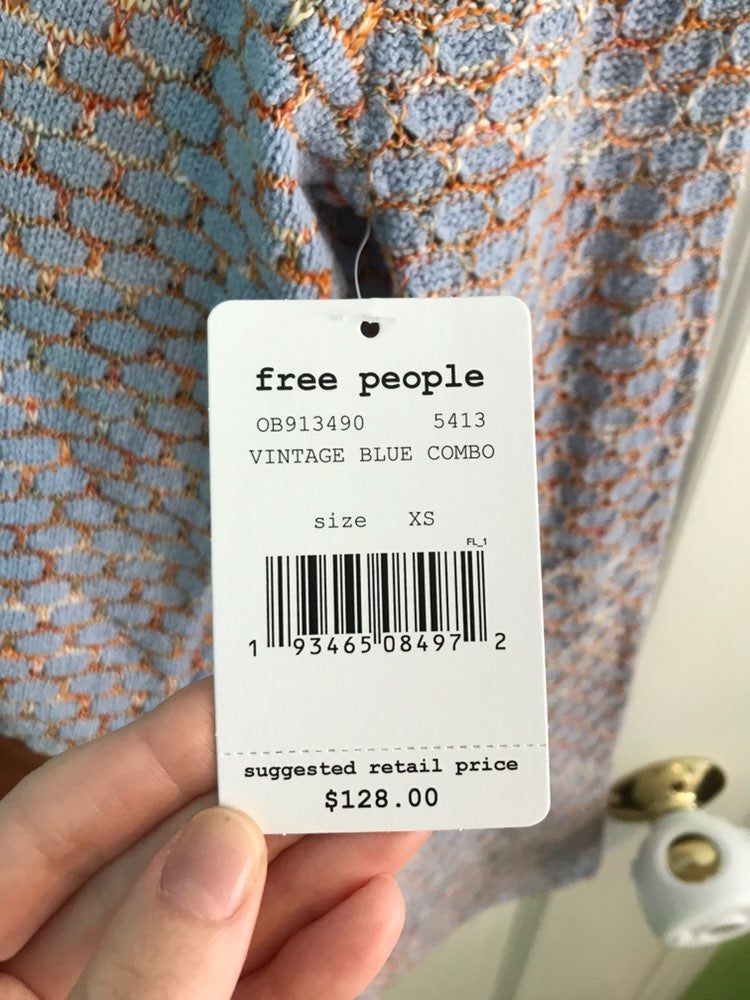 free people
OB913490 5413
VINTAGE BLUE COMBO
size XS
FL_1
1 93465 08497 2
suggested retail price
$128.00